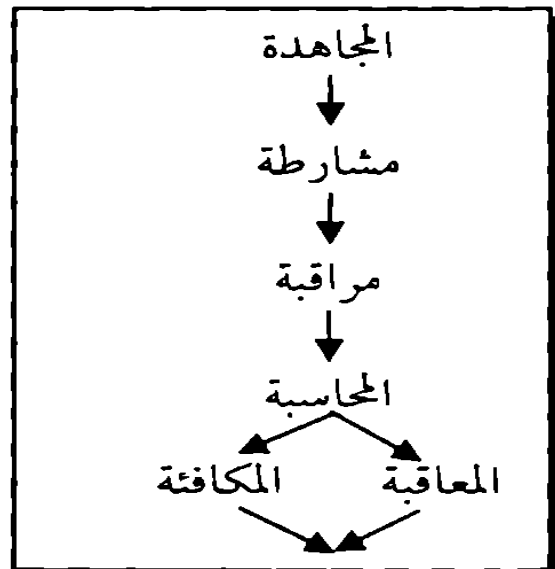 المجاهدة
مشارطة
مراقبة
المحاسبة
المعاقبة المكافئة